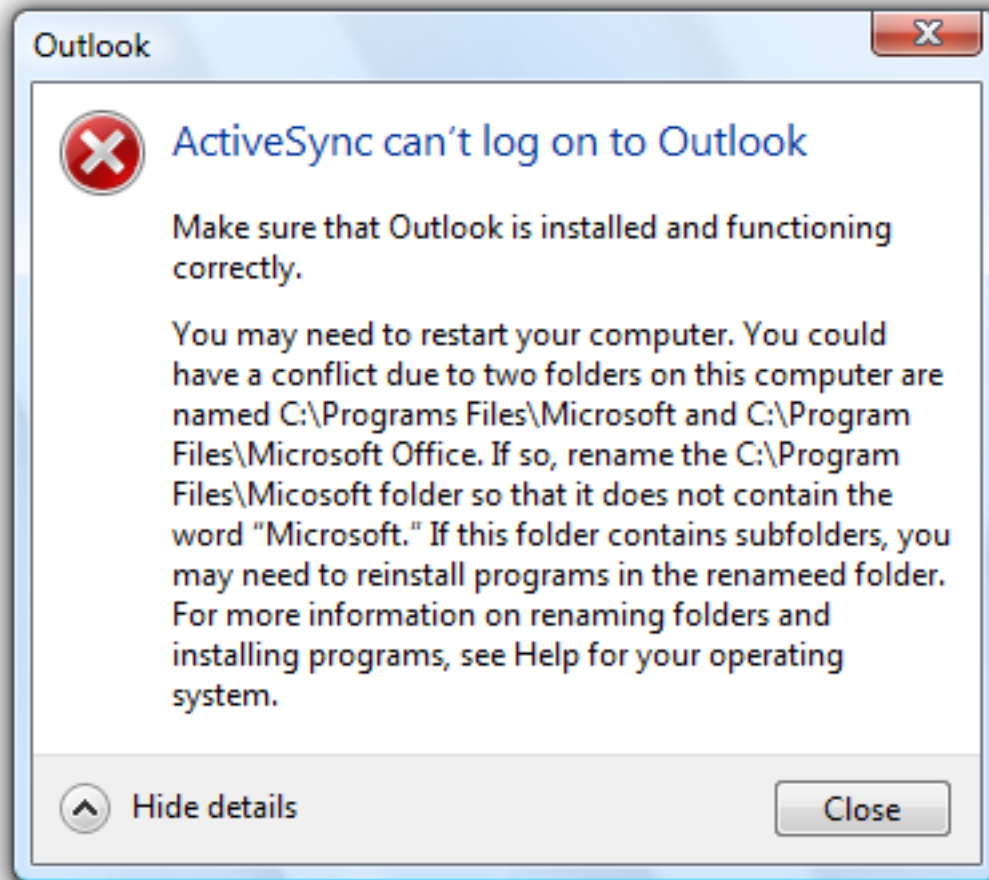 Outlook
ActiveSync can't log on to Outlook
Make sure that Outlook is installed and functioning
correctly.
You may need to restart your computer. You could
have a conflict due to two folders on this computer are
named C:\Programs Files\Microsoft and C:\Program
Files\Microsoft Office. If so, rename the C:\Program
Files\Micosoft folder so that it does not contain the
word "Microsoft." If this folder contains subfolders, you
may need to reinstall programs in the renameed folder.
For more information on renaming folders and
installing programs, see Help for your operating
system.
Hide details
Close